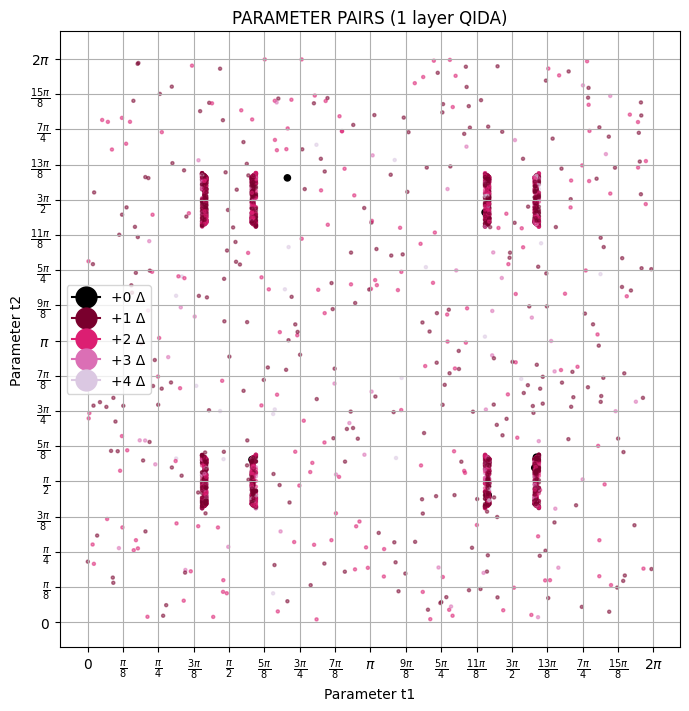 PARAMETER PAIRS (1 layer QIDA)
Parameter t2
2π
15π/8
7π/4
13π/8
3π/2
11π/8
5π/4
9π/8
π
7π/8
3π/4
5π/8
π/2
3π/8
π/4
π/8
0
+0 Δ
+1 Δ
+2 Δ
+3 Δ
+4 Δ
0 π/8 π/4 3π/8 π/2 5π/8 3π/4 7π/8 π 9π/8 5π/4 11π/8 3π/2 13π/8 7π/4 15π/8 2π
Parameter t1